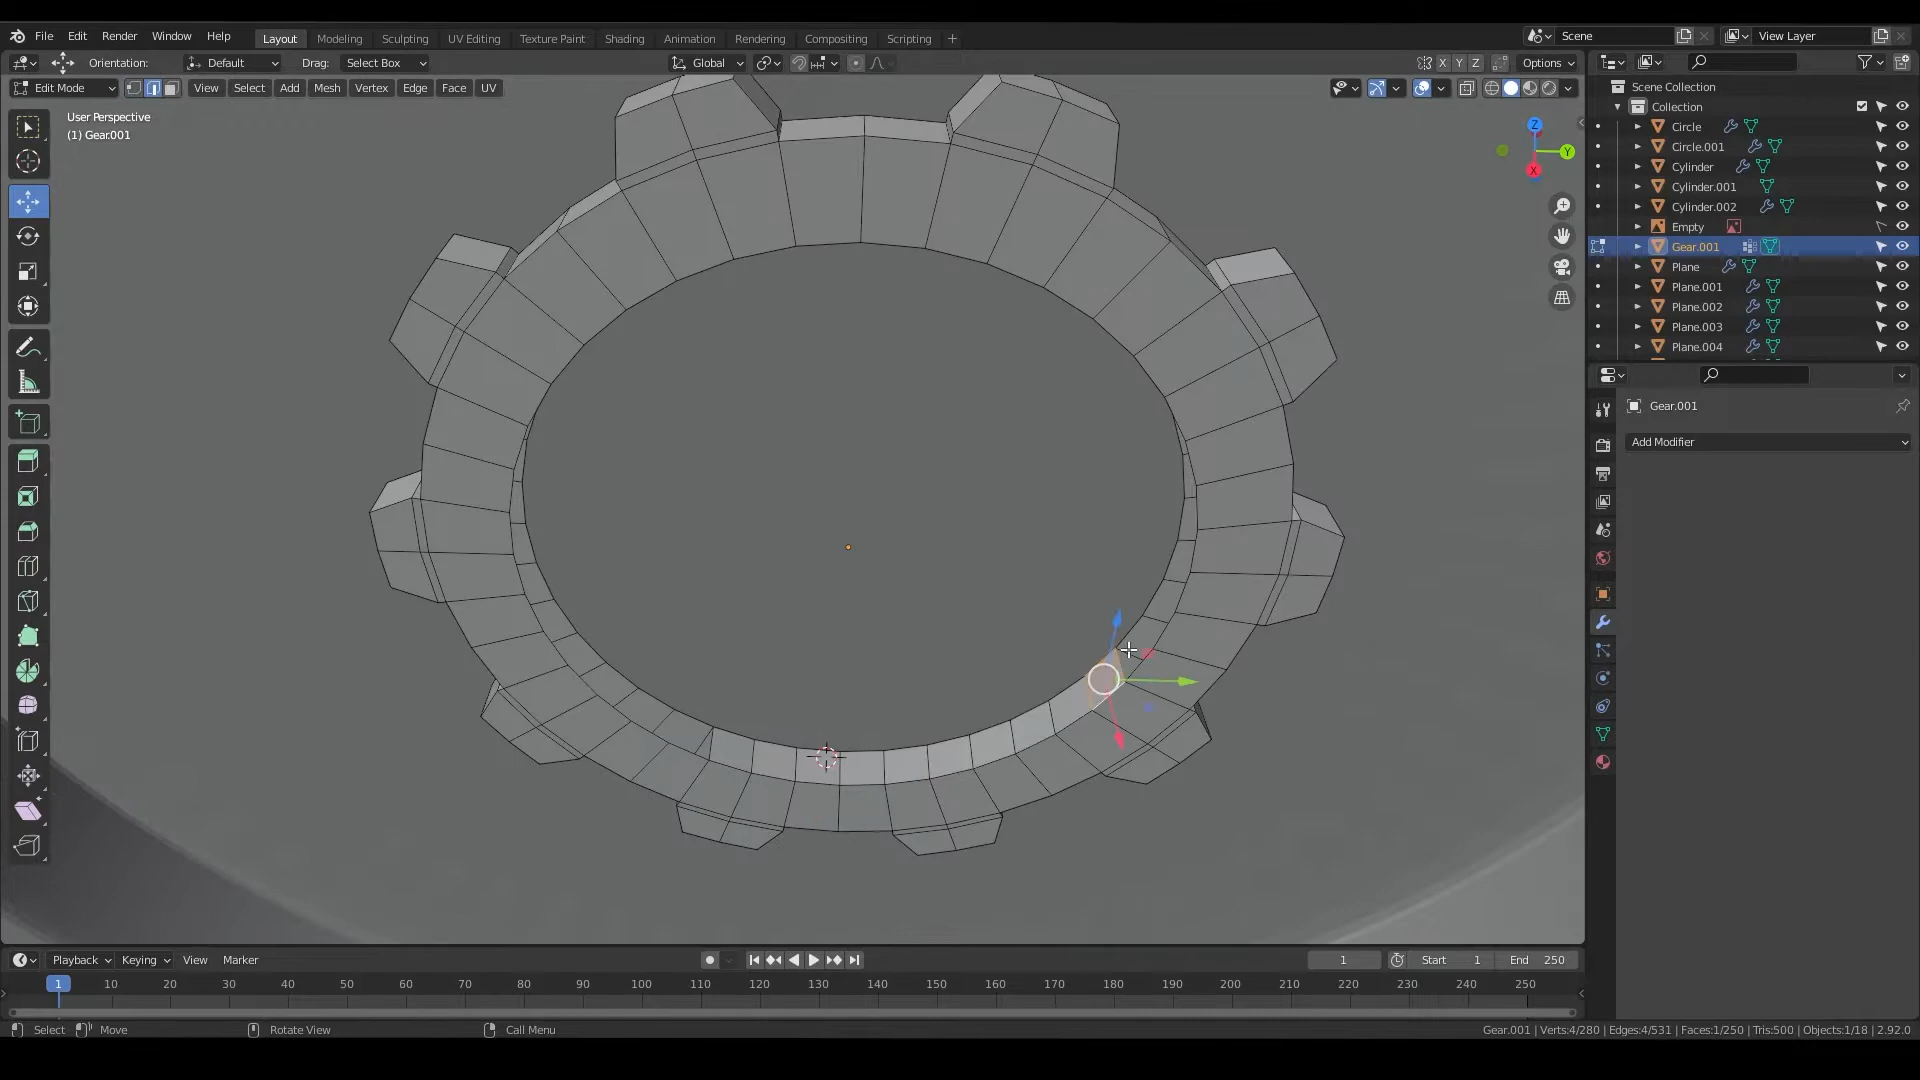 File Edit Render Window Help Layout Modeling Sculpting UV Editing Texture Paint Shading Animation Rendering Compositing Scripting + Scene View Layer
Orientation: Default Drag: Select Box Global X Y Z Options
Edit Mode View Select Add Mesh Vertex Edge Face UV
User Perspective
(1) Gear.001
Z
Y
X
Scene Collection
Collection
Circle
Circle.001
Cylinder
Cylinder.001
Cylinder.002
Empty
Gear.001
Plane
Plane.001
Plane.002
Plane.003
Plane.004
Gear.001
Add Modifier
Playback Keying View Marker 1 Start 1 End 250
1 10 20 30 40 50 60 70 80 90 100 110 120 130 140 150 160 170 180 190 200 210 220 230 240 250
Select Move Rotate View Call Menu Gear.001 | Verts:4/280 | Edges:4/531 | Faces:1/250 | Tris:500 | Objects:1/18 | 2.92.0